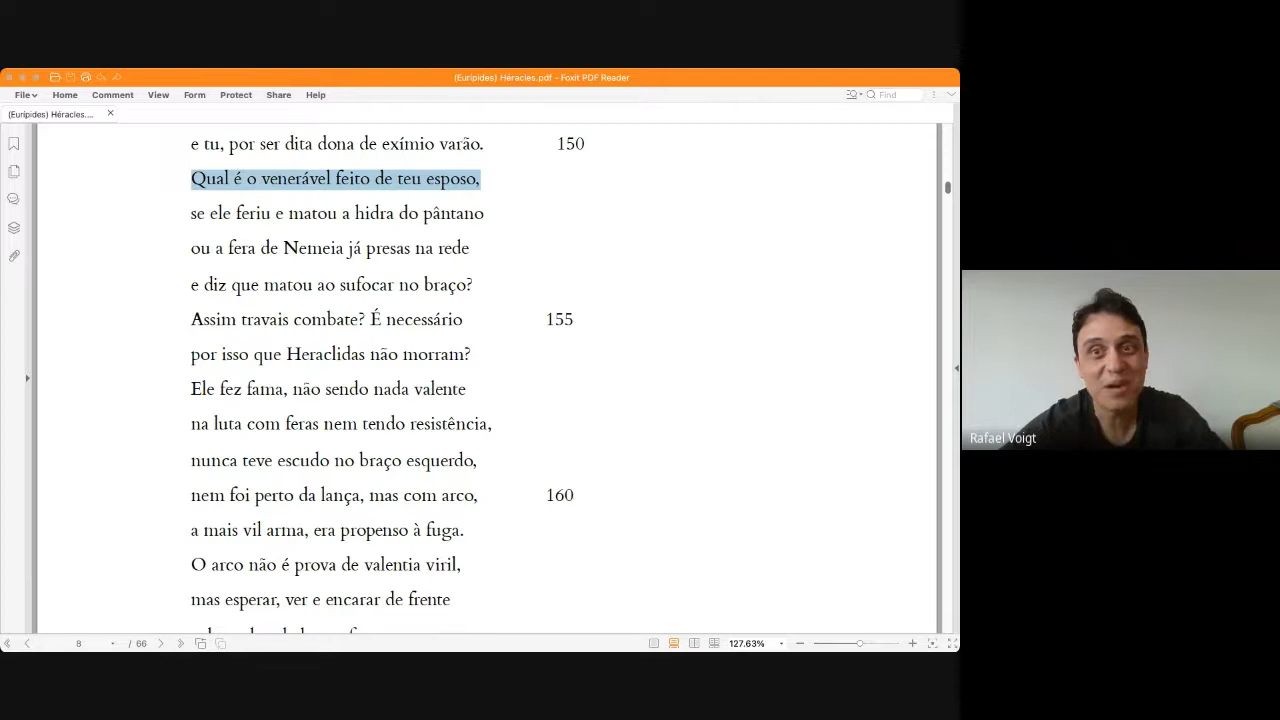 (Eurípides) Héracles.pdf - Foxit PDF Reader
File Home Comment View Form Protect Share Help Find
(Eurípides) Héracles....
e tu, por ser dita dona de exímio varão. 150
Qual é o venerável feito de teu esposo,
se ele feriu e matou a hidra do pântano
ou a fera de Nemeia já presas na rede
e diz que matou ao sufocar no braço?
Assim travais combate? É necessário 155
por isso que Heraclidas não morram?
Ele fez fama, não sendo nada valente
na luta com feras nem tendo resistência,
nunca teve escudo no braço esquerdo,
nem foi perto da lança, mas com arco, 160
a mais vil arma, era propenso à fuga.
O arco não é prova de valentia viril,
mas esperar, ver e encarar de frente
Rafael Voigt
8 / 66 127.63%